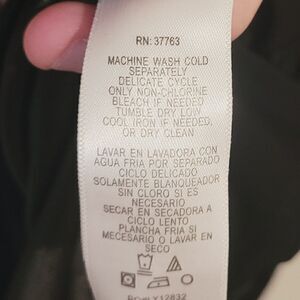 RN: 37763
MACHINE WASH COLD
SEPARATELY
DELICATE CYCLE
ONLY NON-CHLORINE
BLEACH IF NEEDED
TUMBLE DRY LOW
COOL IRON IF NEEDED
OR DRY CLEAN
LAVAR EN LAVADORA CON
AGUA FRIA POR SEPARADO
CICLO DELICADO
SOLAMENTE BLANQUEADOR
SIN CLORO SI ES
NECESARIO
SECAR EN SECADORA A
CICLO LENTO
PLANCHA FRIA SI
MECESARIO O LAVAR EN
SECO